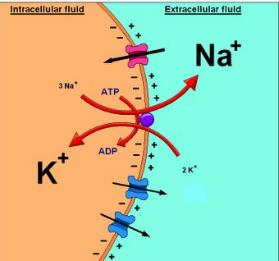 Intracellular fluid
Extracellular fluid
Na⁺
3 Na⁺
ATP
ADP
K⁺
2 K⁺